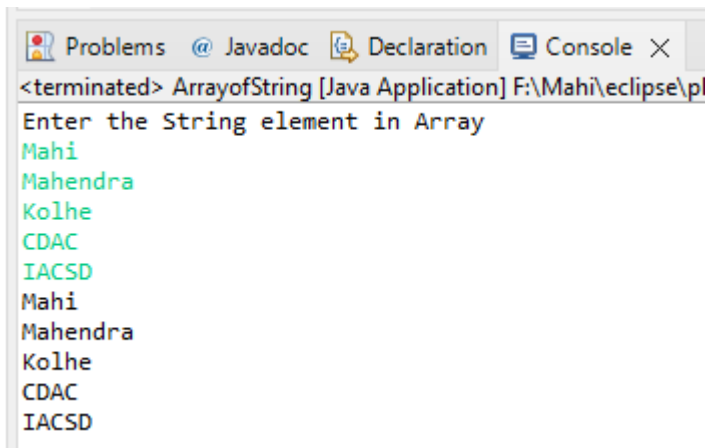 Problems @ Javadoc Declaration Console
<terminated> ArrayofString [Java Application] F:\Mahi\eclipse\
Enter the String element in Array
Mahi
Mahendra
Kolhe
CDAC
IACSD
Mahi
Mahendra
Kolhe
CDAC
IACSD